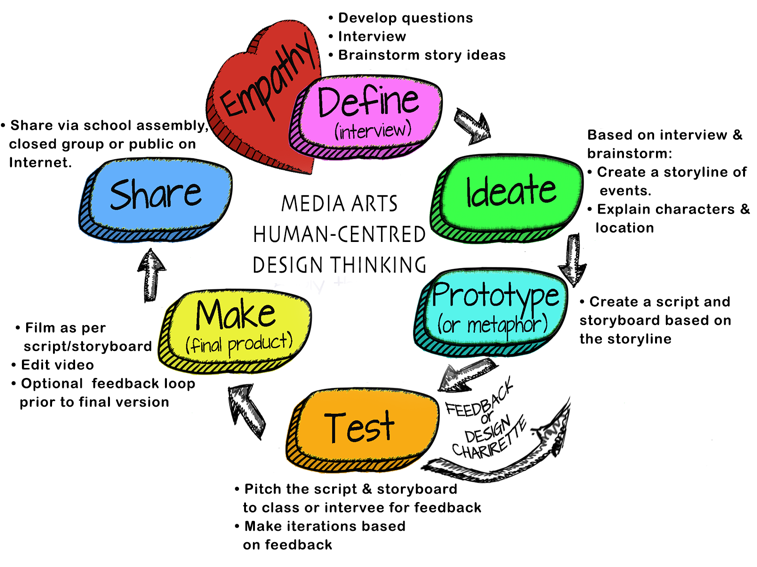 • Develop questions
• Interview
• Brainstorm story ideas
Empathy
Define
(interview)
Based on interview &
brainstorm:
• Create a storyline of
events.
• Explain characters &
location
Ideate
Prototype
(or metaphor)
• Create a script and
storyboard based on
the storyline
FEEDBACK
or
DESIGN
CHARIRETTE
Test
• Pitch the script & storyboard
to class or intervee for feedback
• Make iterations based
on feedback
Make
(final product)
• Film as per
script/storyboard
• Edit video
• Optional feedback loop
prior to final version
Share
• Share via school assembly,
closed group or public on
Internet.
MEDIA ARTS
HUMAN-CENTRED
DESIGN THINKING